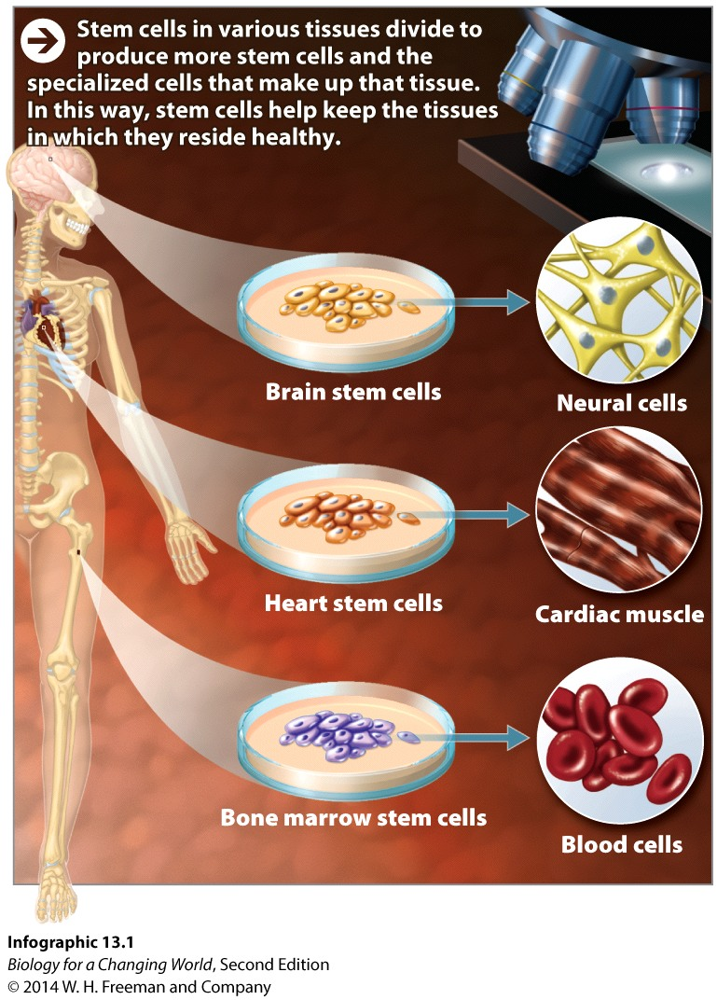 Stem cells in various tissues divide to
produce more stem cells and the
specialized cells that make up that tissue.
In this way, stem cells help keep the tissues
in which they reside healthy.
Brain stem cells
Neural cells
Heart stem cells
Cardiac muscle
Bone marrow stem cells
Blood cells
Infographic 13.1
Biology for a Changing World, Second Edition
© 2014 W. H. Freeman and Company